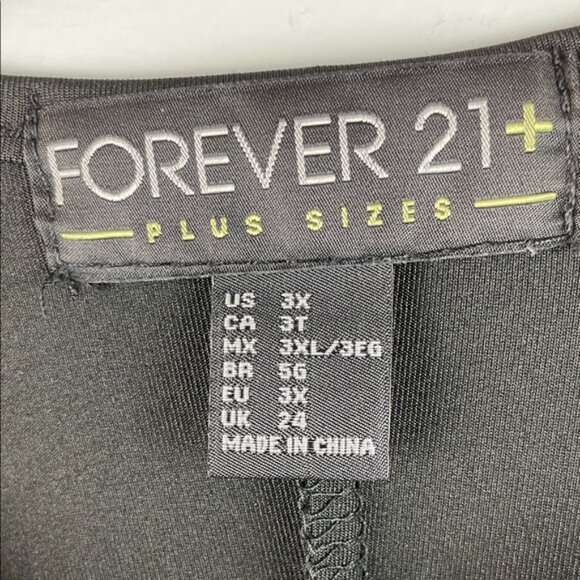 FOREVER 21+
PLUS SIZES
US 3X
CA 3T
MX 3XL/3EG
BR 5G
EU 3X
UK 24
MADE IN CHINA